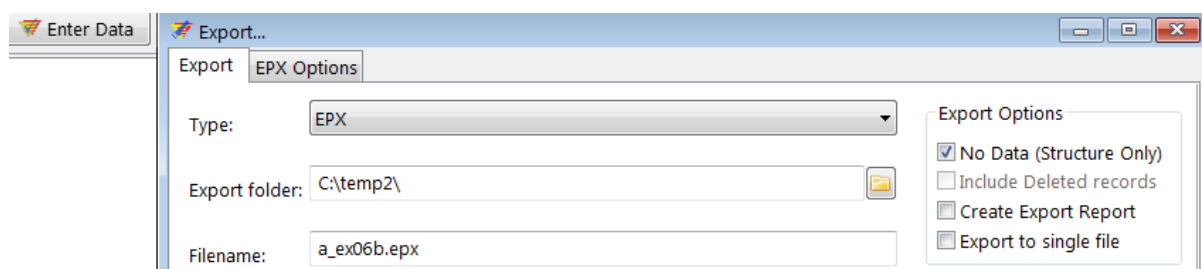 Enter Data
Export...
Export EPX Options
Type: EPX
Export folder: C:\temp2\
Filename: a_ex06b.epx
Export Options
No Data (Structure Only)
Include Deleted records
Create Export Report
Export to single file